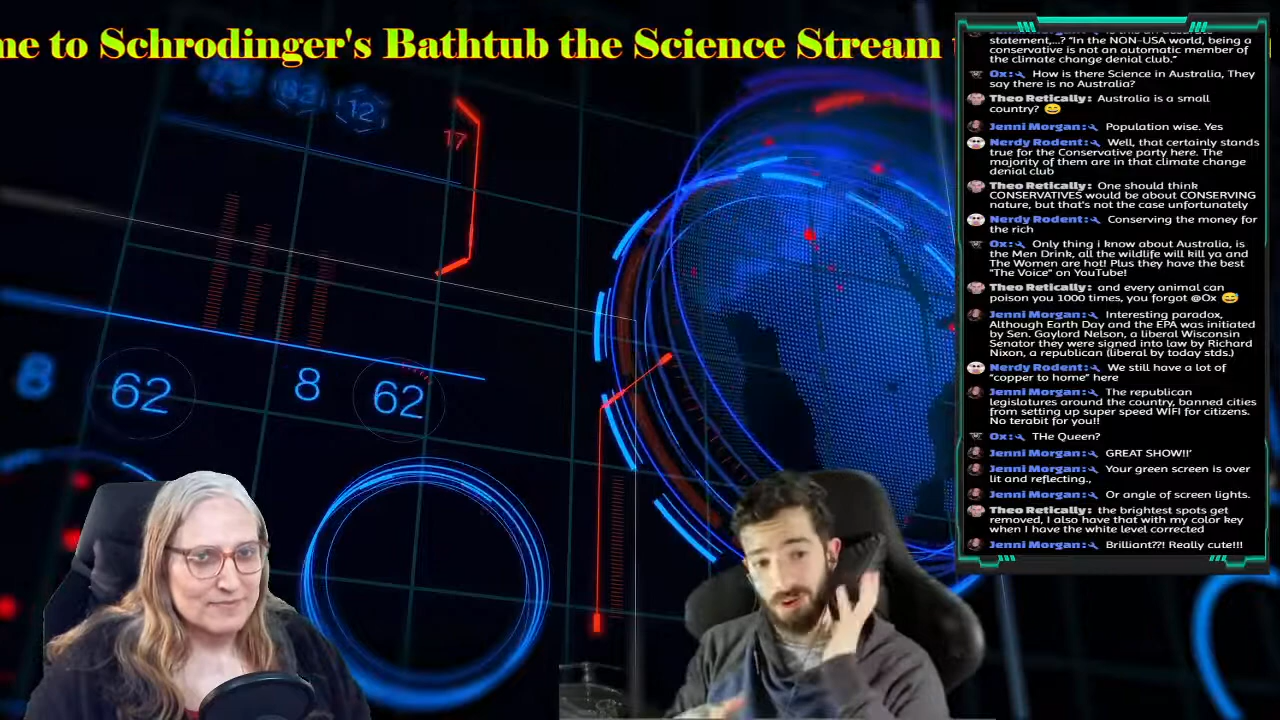 me to Schrodinger's Bathtub the Science Stream
statement,..? "In the NON-USA world, being a
conservative is not an automatic member of
the climate change denial club."
Ox: How is there Science in Australia, They
say there is no Australia?
Theo Retically: Australia is a small
country? 😄
Jenni Morgan: Population wise. Yes
Nerdy Rodent: Well, that certainly stands
true for the Conservative party here. The
majority of them are in that climate change
denial club
Theo Retically: One should think
CONSERVATIVES would be about CONSERVING
nature, but that's not the case unfortunately
Nerdy Rodent: Conserving the money for
the rich
Ox: Only thing i know about Australia, is
the Men Drink, all the wildlife will kill ya and
The Women are hot! Plus they have the best
"The Voice" on YouTube!
Theo Retically: and every animal can
poison you 1000 times, you forgot @Ox 😅
Jenni Morgan: Interesting paradox,
Although Earth Day and the EPA was initiated
by Sen. Gaylord Nelson, a liberal Wisconsin
Senator they were signed into law by Richard
Nixon, a republican (liberal by today stds.)
Nerdy Rodent: We still have a lot of
"copper to home" here
Jenni Morgan: The republican
legislatures around the country, banned cities
from setting up super speed WIFI for citizens.
No terabit for you!!
Ox: THe Queen?
Jenni Morgan: GREAT SHOW!!'
Jenni Morgan: Your green screen is over
lit and reflecting.,
Jenni Morgan: Or angle of screen lights.
Theo Retically: the brightest spots get
removed, I also have that with my color key
when I have the white level corrected
Jenni Morgan: Brilliant??! Really cute!!!
12
17
8
62
8
62